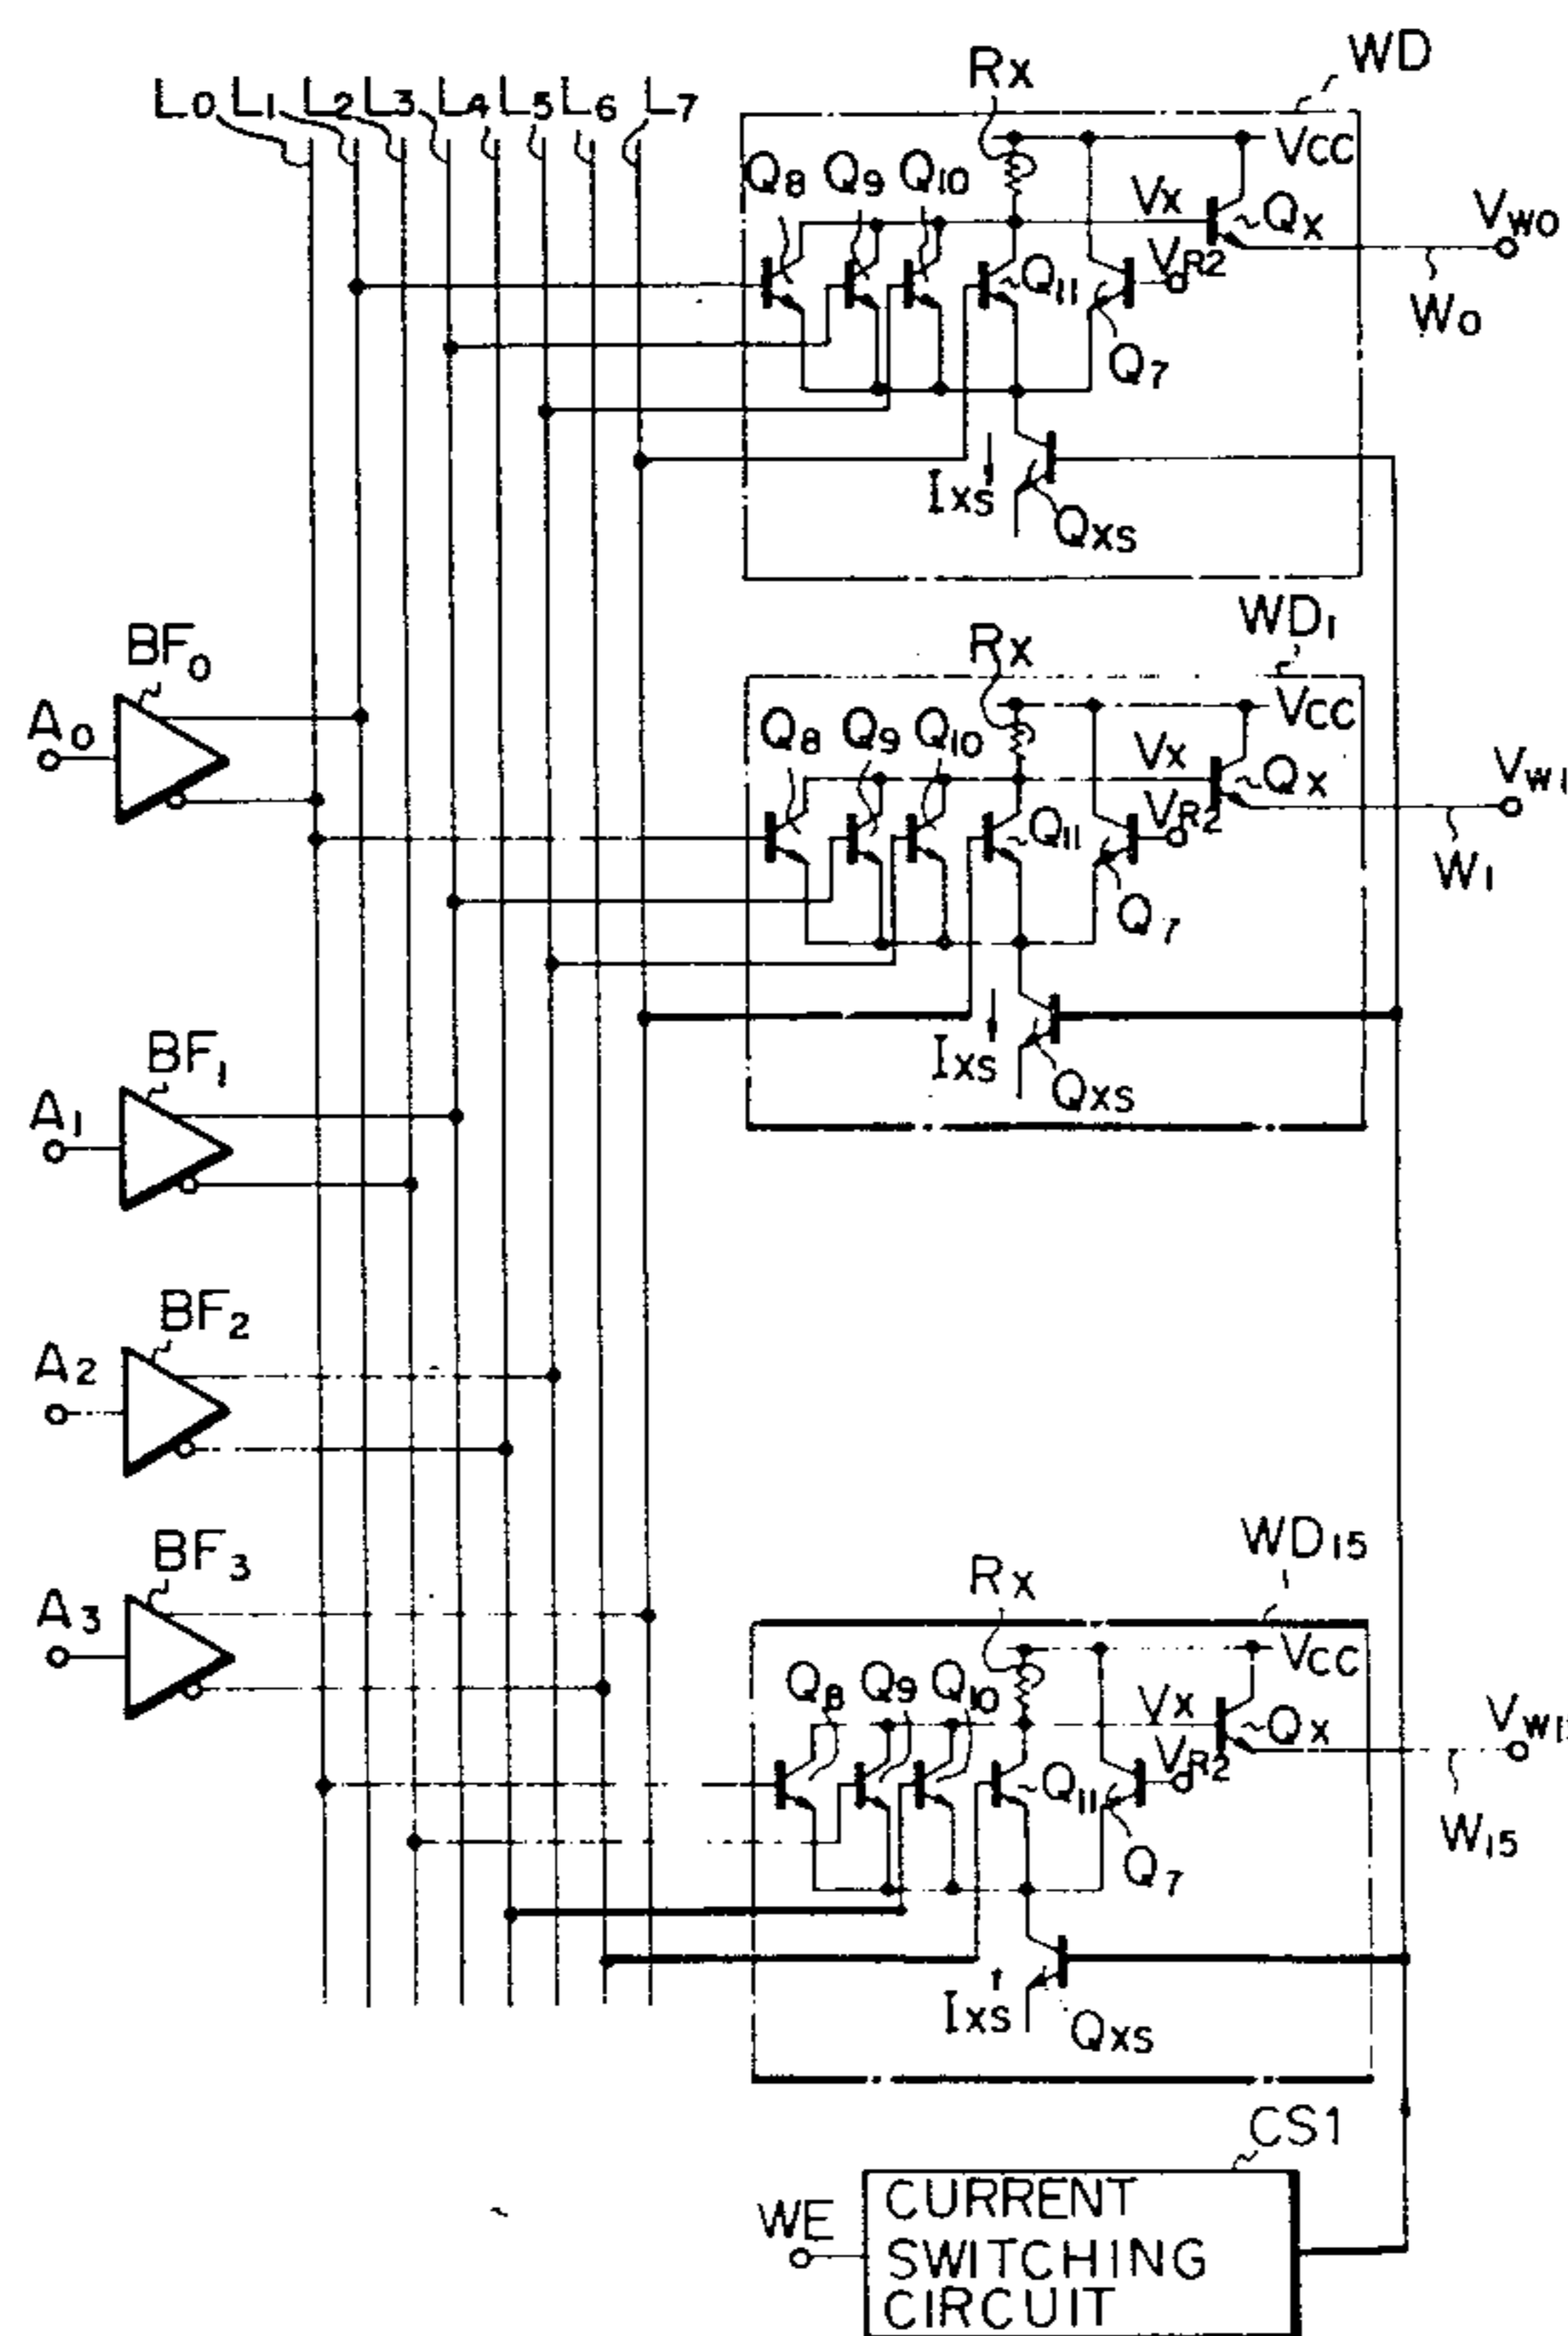 L0 L1 L2 L3 L4 L5 L6 L7
Rx
WD
Q8 Q9 Q10
Vcc
Vx
Qx
Vw0
Q11
VR2
W0
Q7
Ixs
Qxs
BF0
A0
Rx
WD1
Q8 Q9 Q10
Vcc
Vx
Qx
Vw1
Q11
VR2
W1
Q7
Ixs
Qxs
BF1
A1
BF2
A2
BF3
A3
Rx
WD15
Q8 Q9 Q10
Vcc
Vx
Qx
Q11
VR2
W15
Q7
Ixs
Qxs
CS1
WE
CURRENT
SWITCHING
CIRCUIT